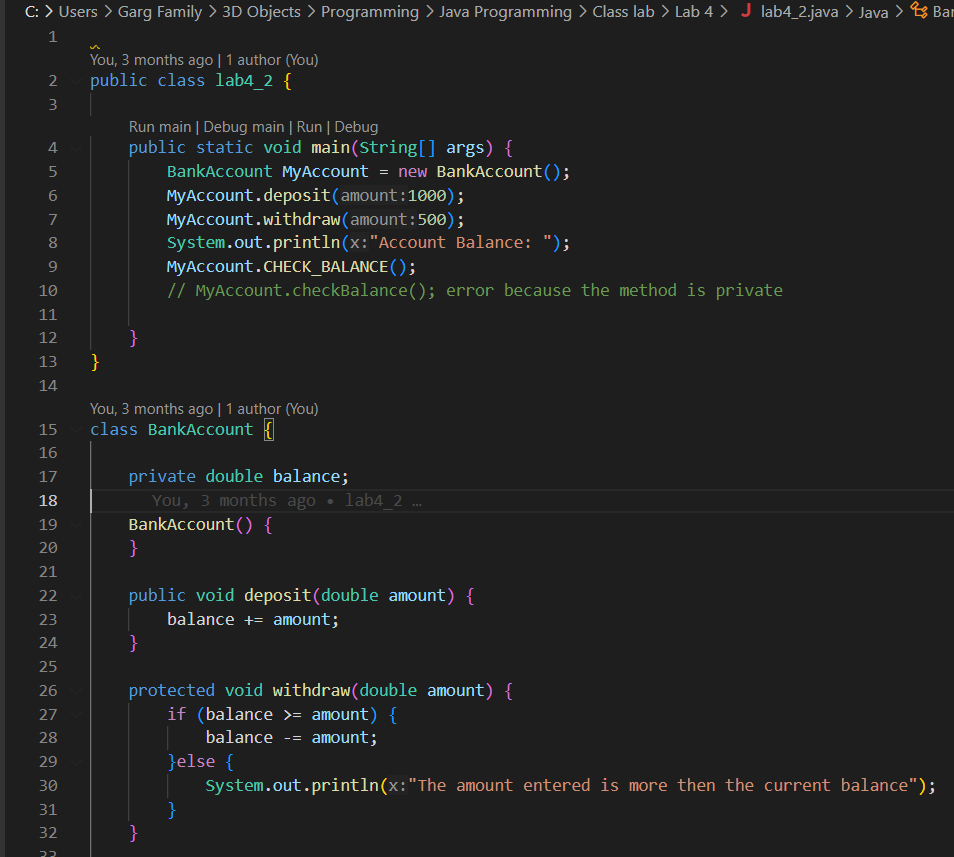 C: > Users > Garg Family > 3D Objects > Programming > Java Programming > Class lab > Lab 4 > J lab4_2.java > Java >
1
You, 3 months ago | 1 author (You)
2 public class lab4_2 {
3
Run main | Debug main | Run | Debug
4 public static void main(String[] args) {
5 BankAccount MyAccount = new BankAccount();
6 MyAccount.deposit(amount:1000);
7 MyAccount.withdraw(amount:500);
8 System.out.println(x:"Account Balance: ");
9 MyAccount.CHECK_BALANCE();
10 // MyAccount.checkBalance(); error because the method is private
11
12 }
13 }
14
You, 3 months ago | 1 author (You)
15 class BankAccount {
16
17 private double balance;
18 You, 3 months ago • lab4_2 …
19 BankAccount() {
20 }
21
22 public void deposit(double amount) {
23 balance += amount;
24 }
25
26 protected void withdraw(double amount) {
27 if (balance >= amount) {
28 balance -= amount;
29 }else {
30 System.out.println(x:"The amount entered is more then the current balance");
31 }
32 }
33